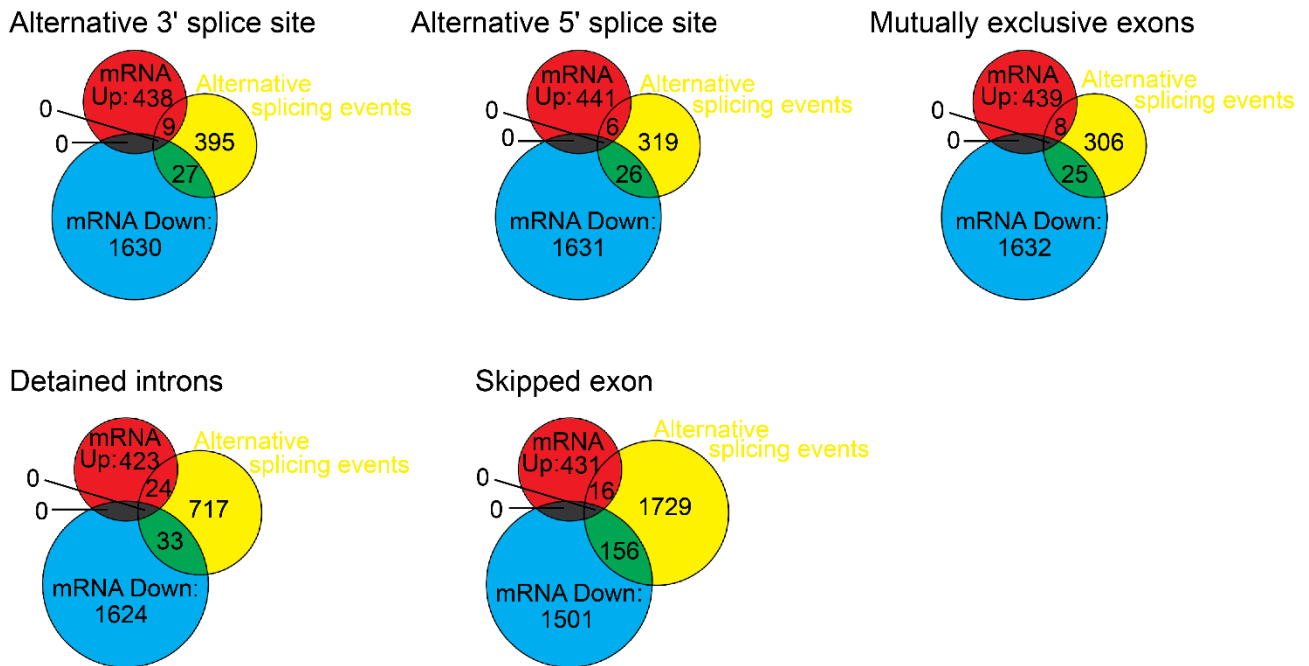 Alternative 3' splice site
mRNA
Up: 438
Alternative
splicing events
0
9
395
0
27
mRNA Down:
1630
Alternative 5' splice site
mRNA
Up: 441
Alternative
splicing events
0
6
319
0
26
mRNA Down:
1631
Mutually exclusive exons
mRNA
Up: 439
Alternative
splicing events
0
8
306
0
25
mRNA Down:
1632
Detained introns
mRNA
Up: 423
Alternative
splicing events
0
24
717
0
33
mRNA Down:
1624
Skipped exon
mRNA
Up: 431
Alternative
splicing events
0
16
1729
0
156
mRNA Down:
1501